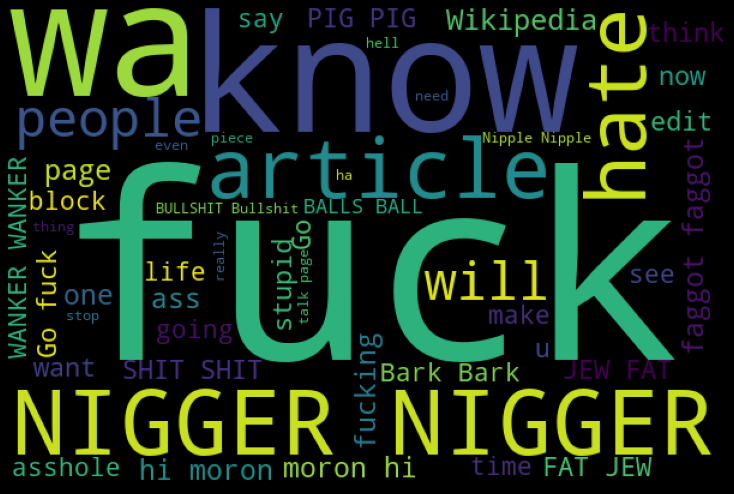 say PIG PIG Wikipedia
wa know hate think
hell
now
need
people
edit
even
piece
Nipple Nipple
article
page
ha
block
BULLSHIT Bullshit
BALLS BALL
WANKER WANKER
faggot faggot
thing
fuck
Go
really
stupid
talk page
Go fuck
life
will
see
one
ass
stop
make
going
u
want
SHIT SHIT
fucking
Bark Bark
JEW FAT
NIGGER NIGGER
asshole
hi moron
moron hi
time
FAT JEW